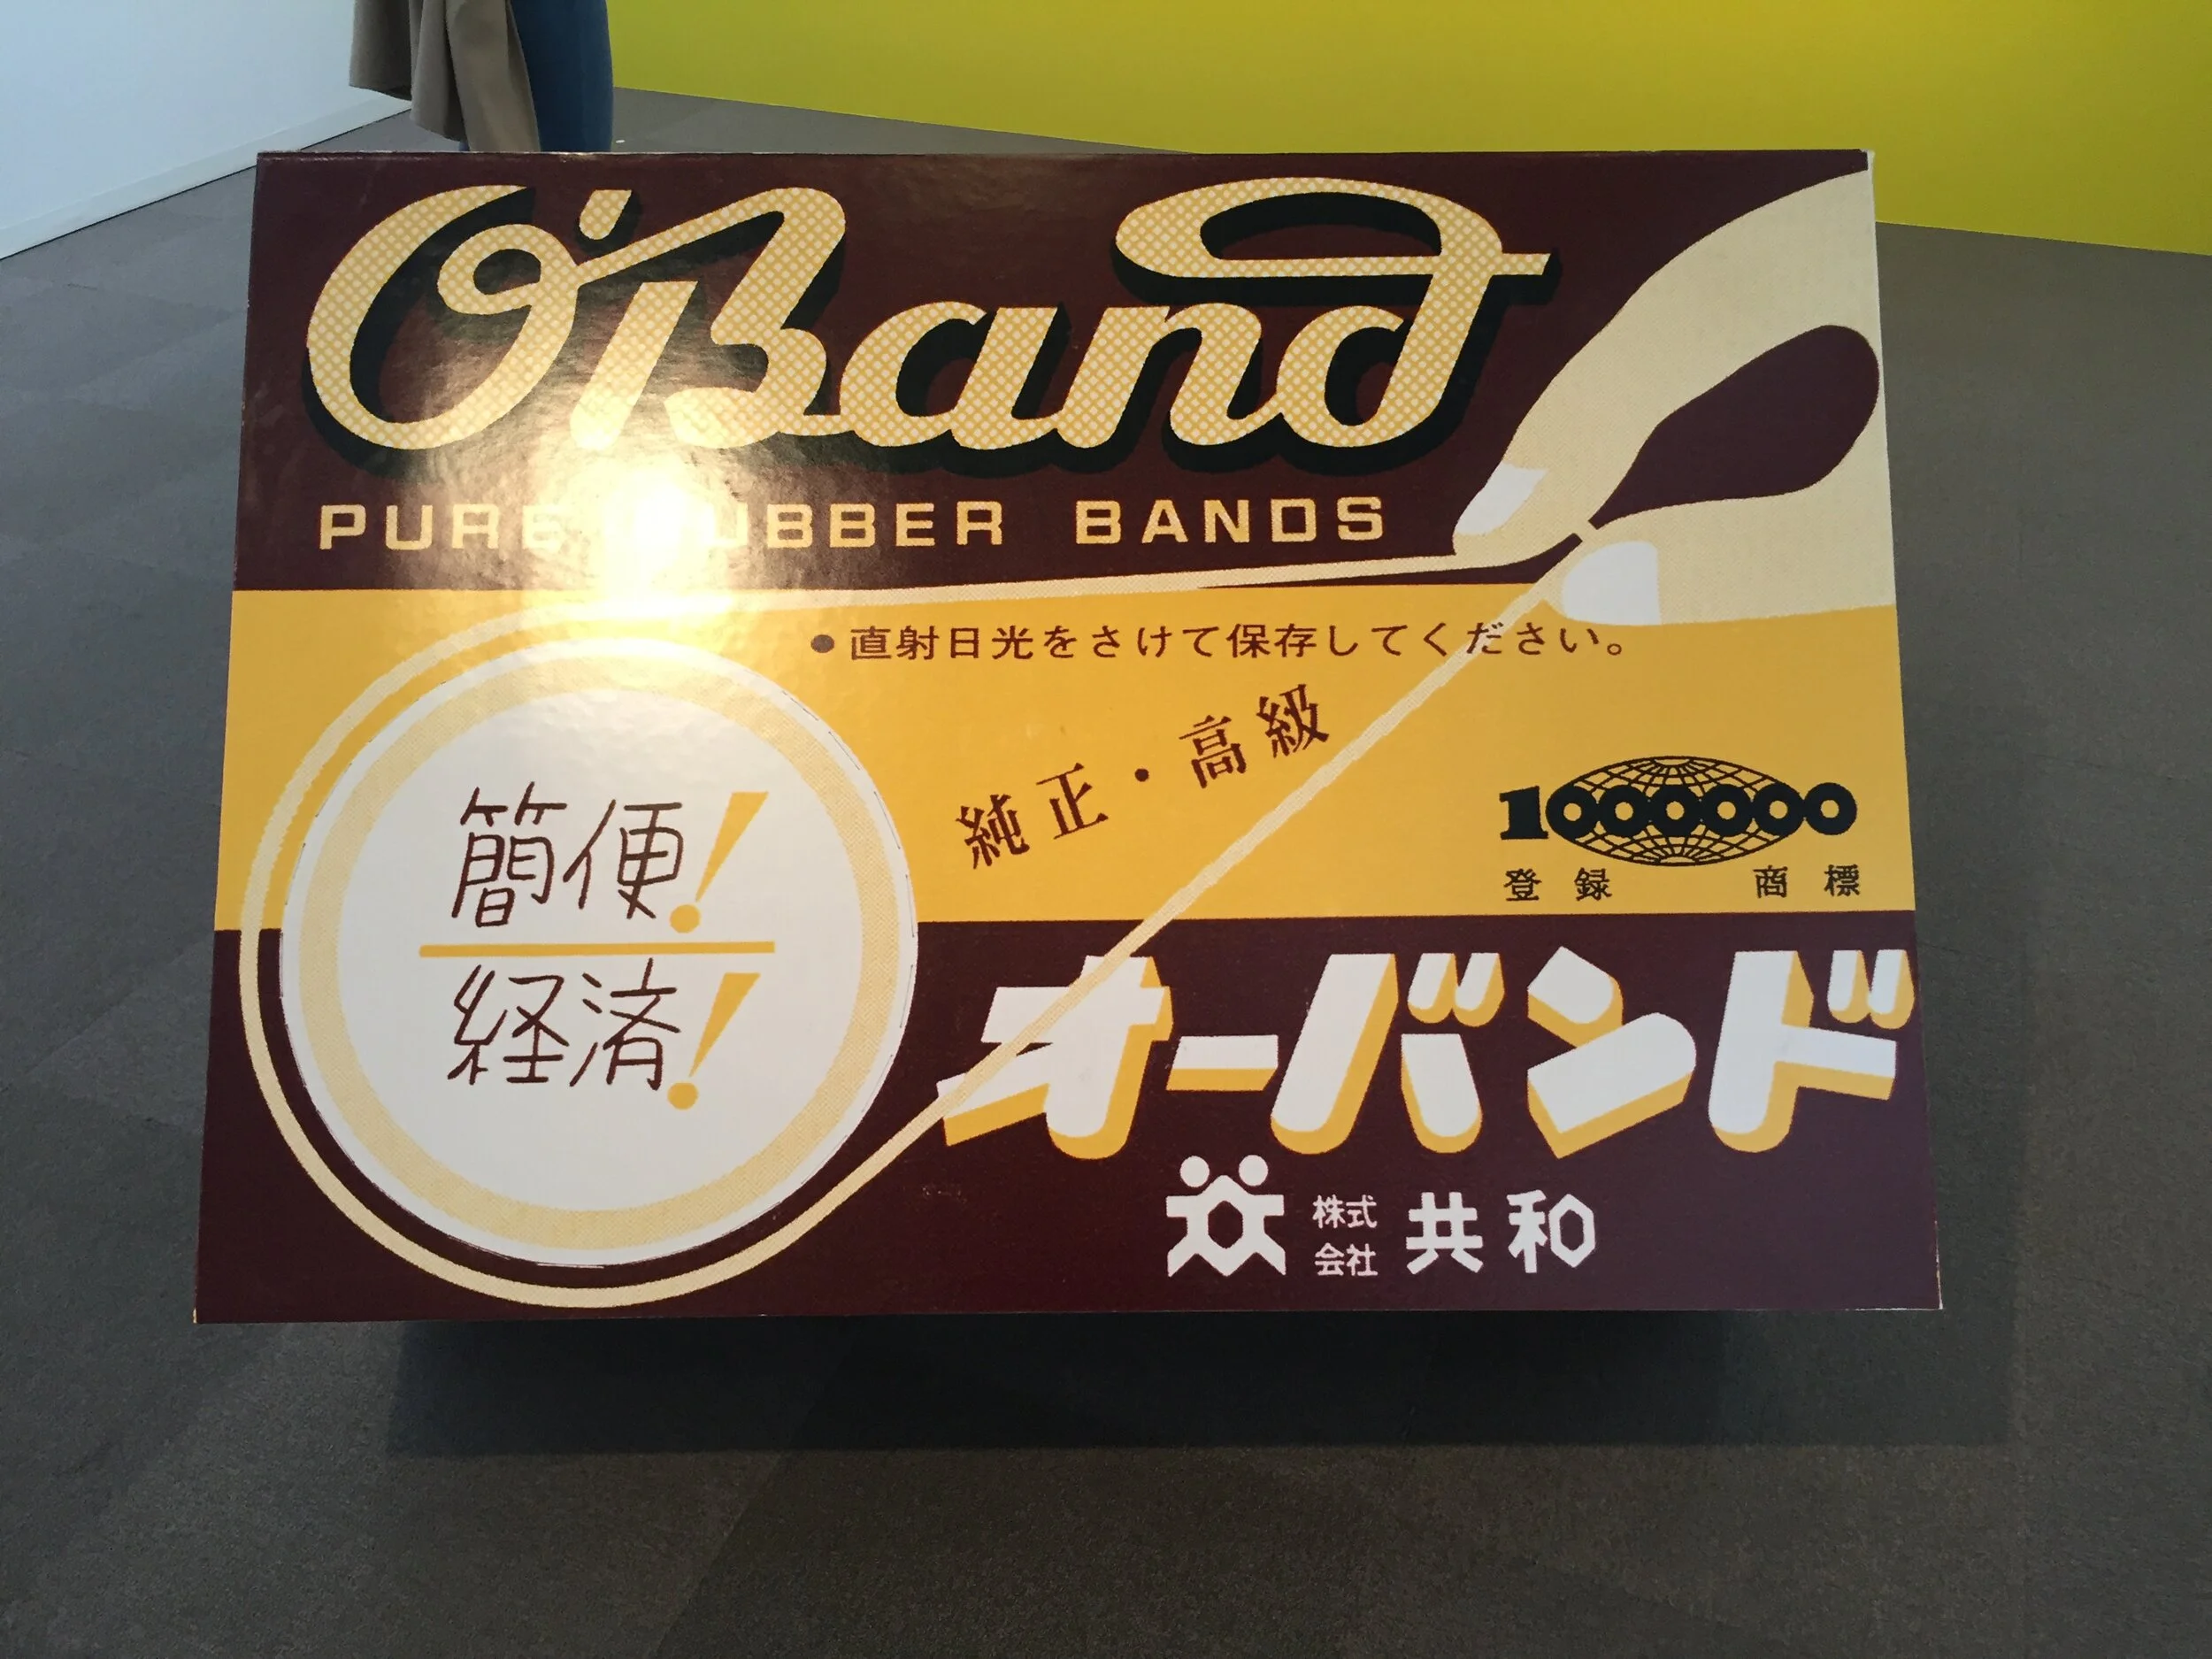 O'Band
PURE RUBBER BANDS
●直射日光をさけて保存してください。
純正・高級
簡便!
経済!
1000000
登録 商標
オーバンド
株式会社 共和